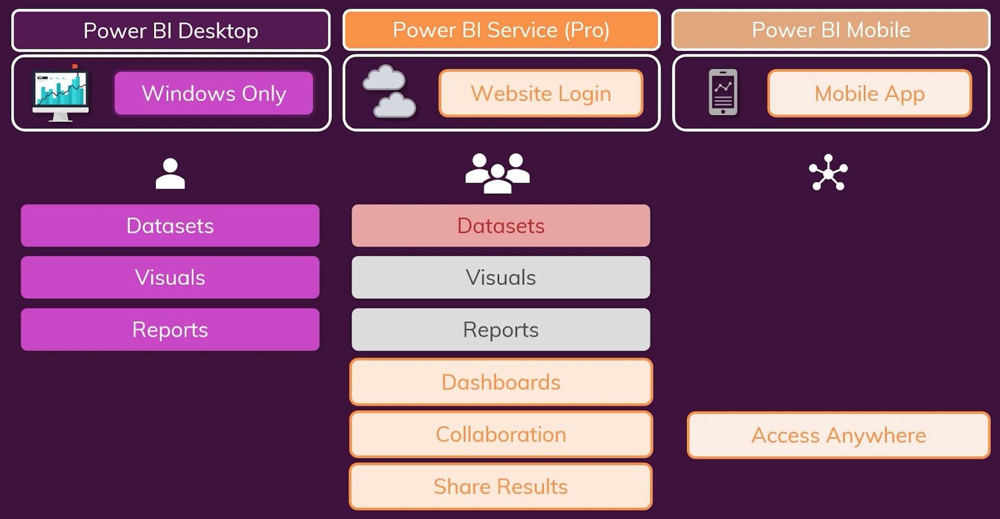 Power BI Desktop
Windows Only
Datasets
Visuals
Reports
Power BI Service (Pro)
Website Login
Datasets
Visuals
Reports
Dashboards
Collaboration
Share Results
Power BI Mobile
Mobile App
Access Anywhere